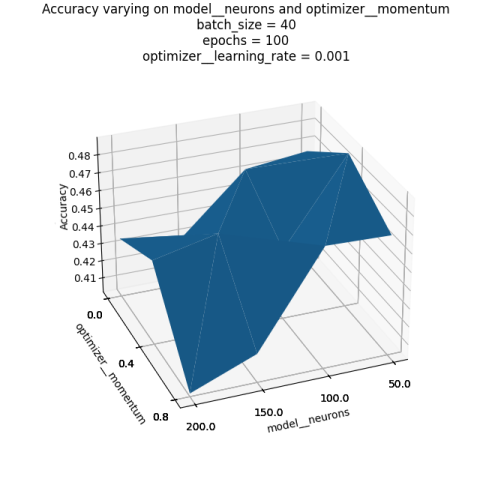 Accuracy varying on model__neurons and optimizer__momentum
batch_size = 40
epochs = 100
optimizer__learning_rate = 0.001
0.48
0.47
0.46
0.45
0.44
0.43
0.42
0.41
Accuracy
0.0
0.4
0.8
optimizer__momentum
200.0
150.0
100.0
50.0
model__neurons